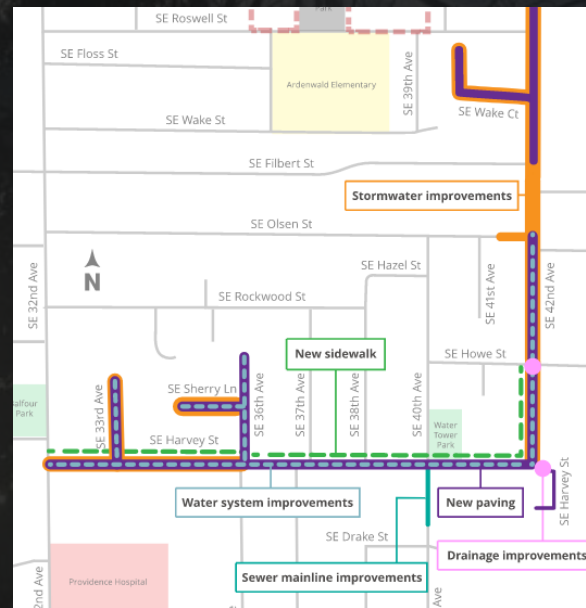 Park
SE Roswell St
SE Floss St
Ardenwald Elementary
SE 39th Ave
SE Wake Ct
SE Wake St
SE Filbert St
Stormwater improvements
SE Olsen St
SE 32nd Ave
N
SE Hazel St
SE 41st Ave
SE 42nd Ave
SE Rockwood St
New sidewalk
SE Howe St
SE Sherry Ln
SE 33rd Ave
SE 36th Ave
SE 37th Ave
SE 38th Ave
SE 40th Ave
alfour
Park
Water
Tower
Park
SE Harvey St
SE Harvey St
Water system improvements
New paving
SE Drake St
Drainage improvements
Sewer mainline improvements
Providence Hospital
2nd Ave
Ave